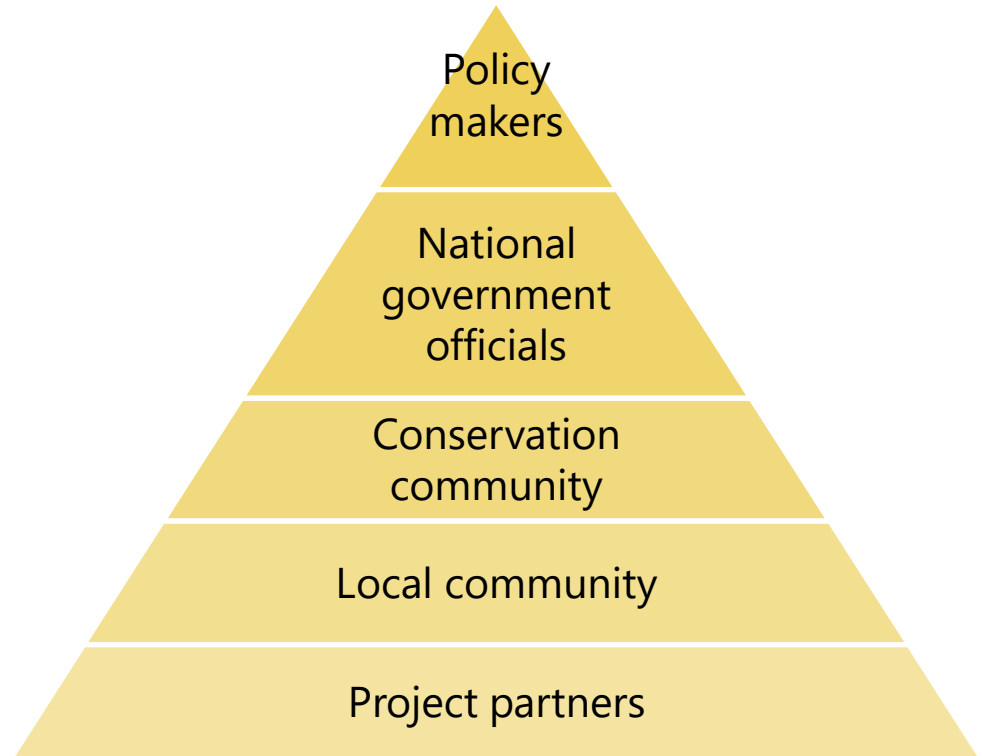 Policy
makers
National
government
officials
Conservation
community
Local community
Project partners